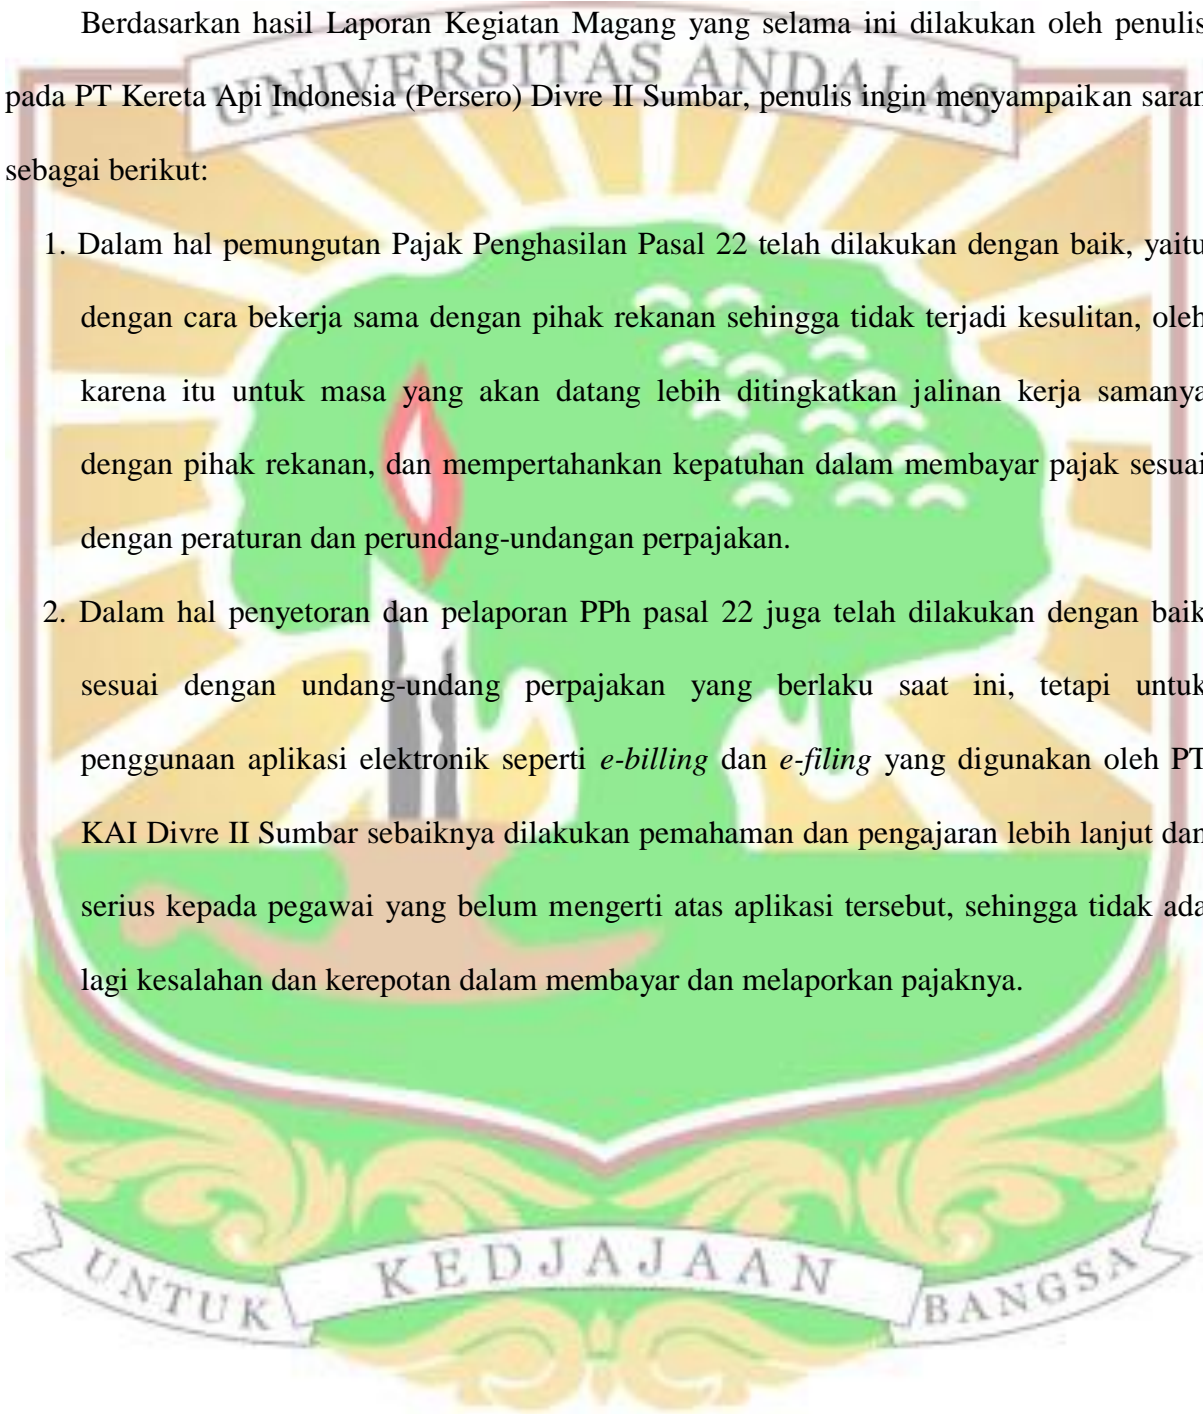 Berdasarkan hasil Laporan Kegiatan Magang yang selama ini dilakukan oleh penulis
pada PT Kereta Api Indonesia (Persero) Divre II Sumbar, penulis ingin menyampaikan saran
sebagai berikut:
1. Dalam hal pemungutan Pajak Penghasilan Pasal 22 telah dilakukan dengan baik, yaitu
dengan cara bekerja sama dengan pihak rekanan sehingga tidak terjadi kesulitan, oleh
karena itu untuk masa yang akan datang lebih ditingkatkan jalinan kerja samanya
dengan pihak rekanan, dan mempertahankan kepatuhan dalam membayar pajak sesuai
dengan peraturan dan perundang-undangan perpajakan.
2. Dalam hal penyetoran dan pelaporan PPh pasal 22 juga telah dilakukan dengan baik
sesuai dengan undang-undang perpajakan yang berlaku saat ini, tetapi untuk
penggunaan aplikasi elektronik seperti e-billing dan e-filing yang digunakan oleh PT
KAI Divre II Sumbar sebaiknya dilakukan pemahaman dan pengajaran lebih lanjut dan
serius kepada pegawai yang belum mengerti atas aplikasi tersebut, sehingga tidak ada
lagi kesalahan dan kerepotan dalam membayar dan melaporkan pajaknya.
UNIVERSITAS ANDALAS
UNTUK KEDJAJAAN BANGSA